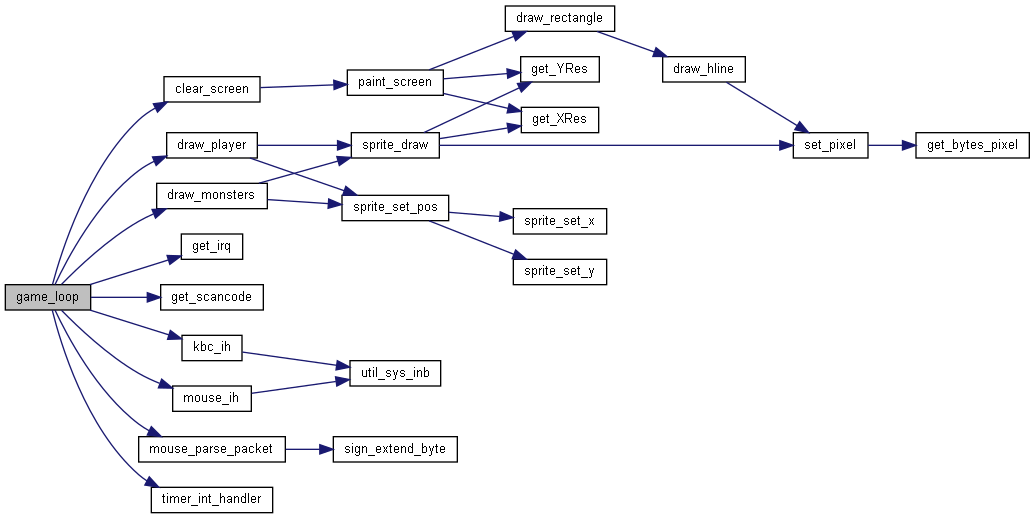 draw_rectangle
get_YRes
draw_hline
clear_screen
paint_screen
get_XRes
draw_player
sprite_draw
set_pixel
get_bytes_pixel
draw_monsters
sprite_set_pos
sprite_set_x
get_irq
sprite_set_y
game_loop
get_scancode
kbc_ih
util_sys_inb
mouse_ih
mouse_parse_packet
sign_extend_byte
timer_int_handler